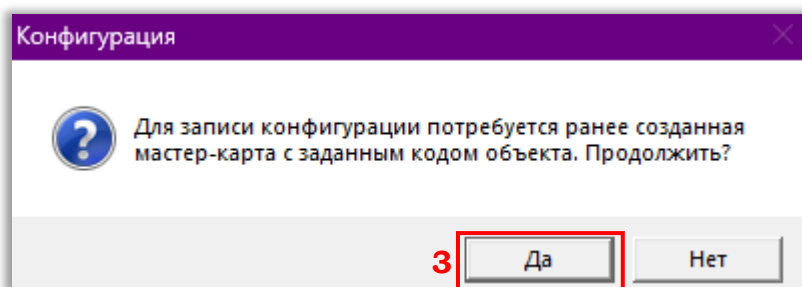 Конфигурация
Для записи конфигурации потребуется ранее созданная
мастер-карта с заданным кодом объекта. Продолжить?
3 Да Нет